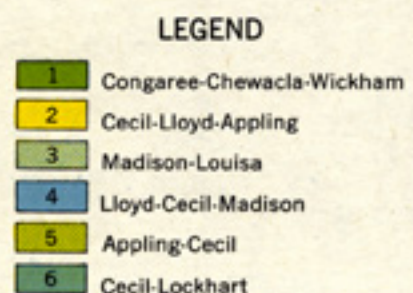 LEGEND
1 Congaree-Chewacla-Wickham
2 Cecil-Lloyd-Appling
3 Madison-Louisa
4 Lloyd-Cecil-Madison
5 Appling-Cecil
6 Cecil-Lockhart